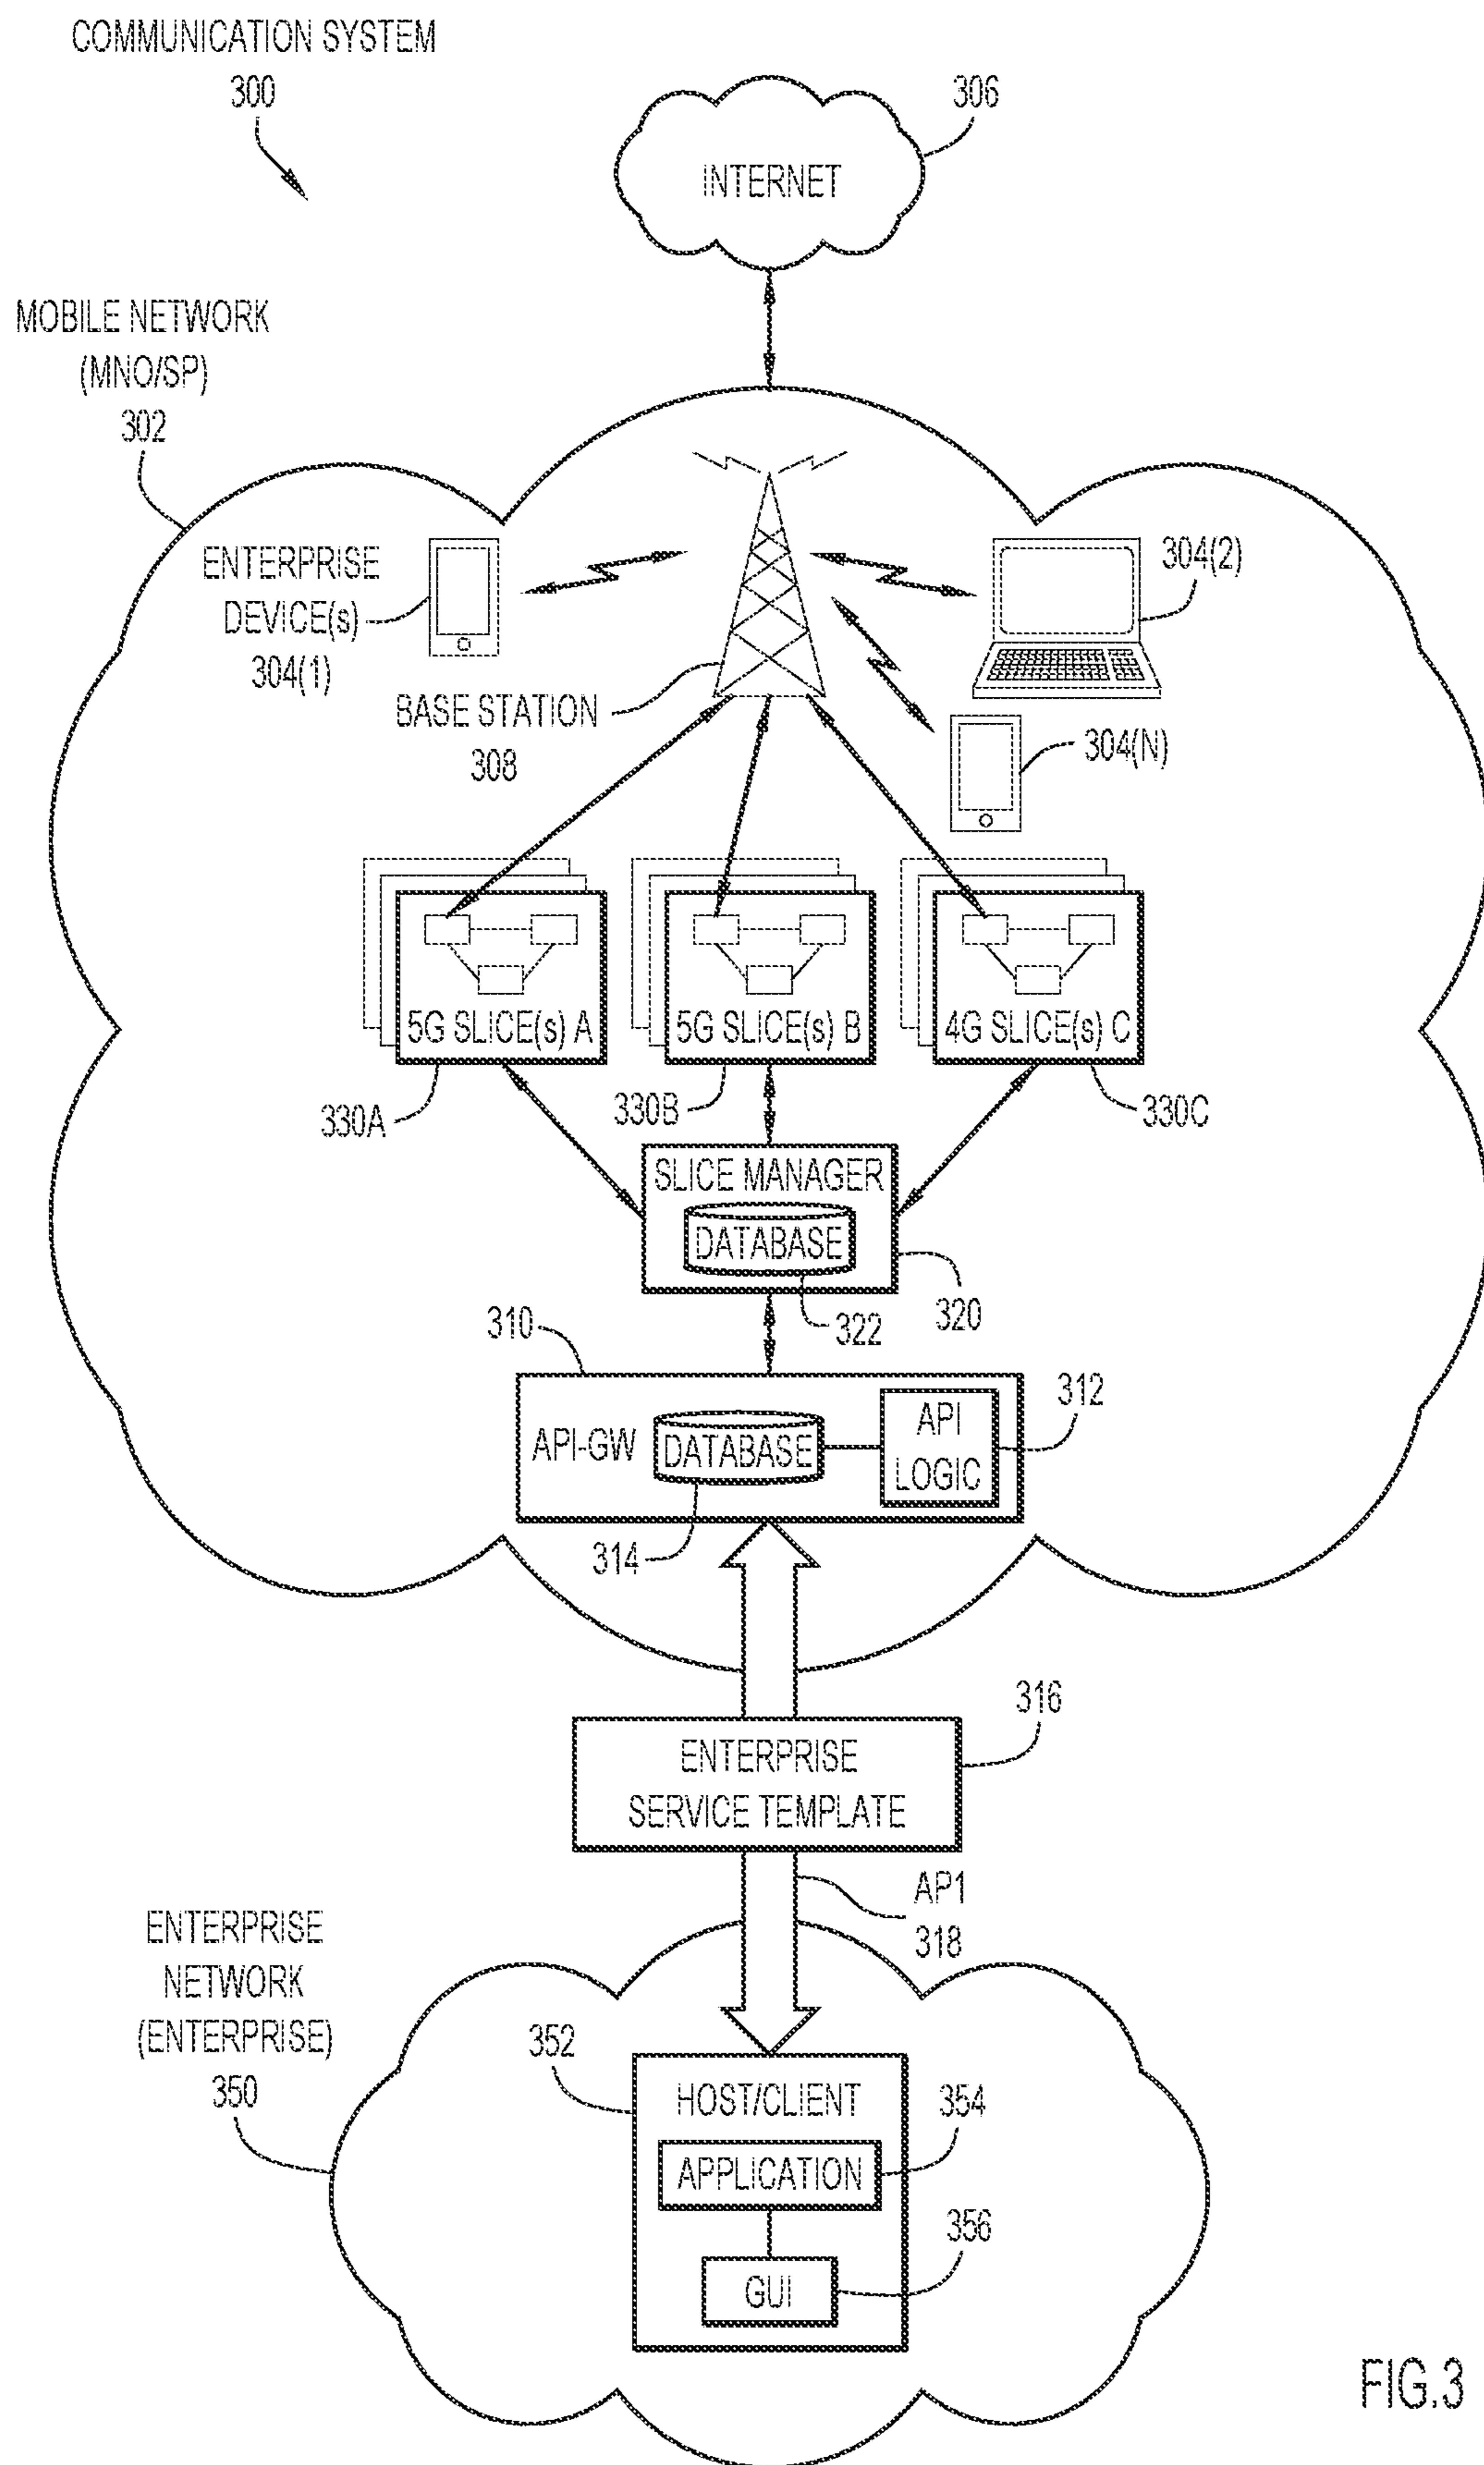 COMMUNICATION SYSTEM
300
306
INTERNET
MOBILE NETWORK
(MNO/SP)
302
ENTERPRISE
DEVICE(s)
304(1)
304(2)
BASE STATION
308
304(N)
5G SLICE(s) A
5G SLICE(s) B
4G SLICE(s) C
330A
330B
330C
SLICE MANAGER
DATABASE
320
322
310
312
API-GW
DATABASE
API
LOGIC
314
316
ENTERPRISE
SERVICE TEMPLATE
AP1
318
ENTERPRISE
NETWORK
(ENTERPRISE)
350
352
HOST/CLIENT
354
APPLICATION
356
GUI
FIG.3